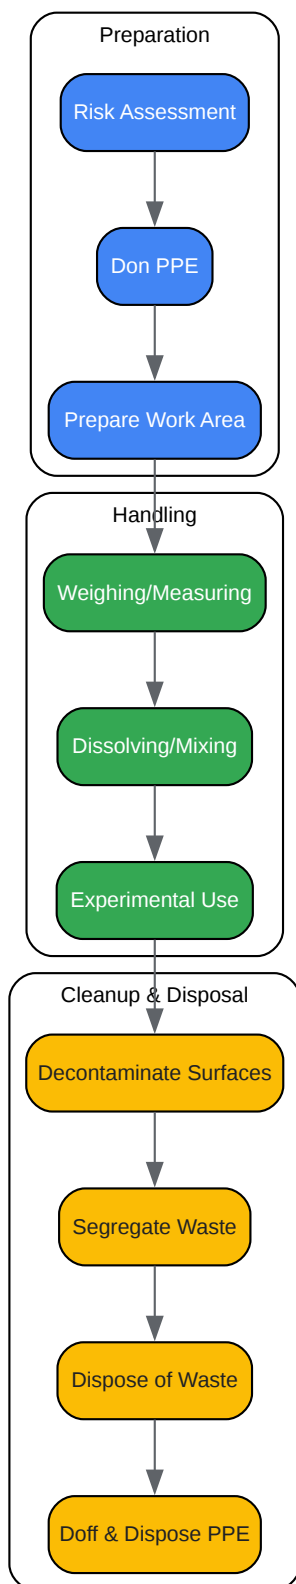 Preparation
Risk Assessment
Don PPE
Prepare Work Area
Handling
Weighing/Measuring
Dissolving/Mixing
Experimental Use
Cleanup & Disposal
Decontaminate Surfaces
Segregate Waste
Dispose of Waste
Doff & Dispose PPE